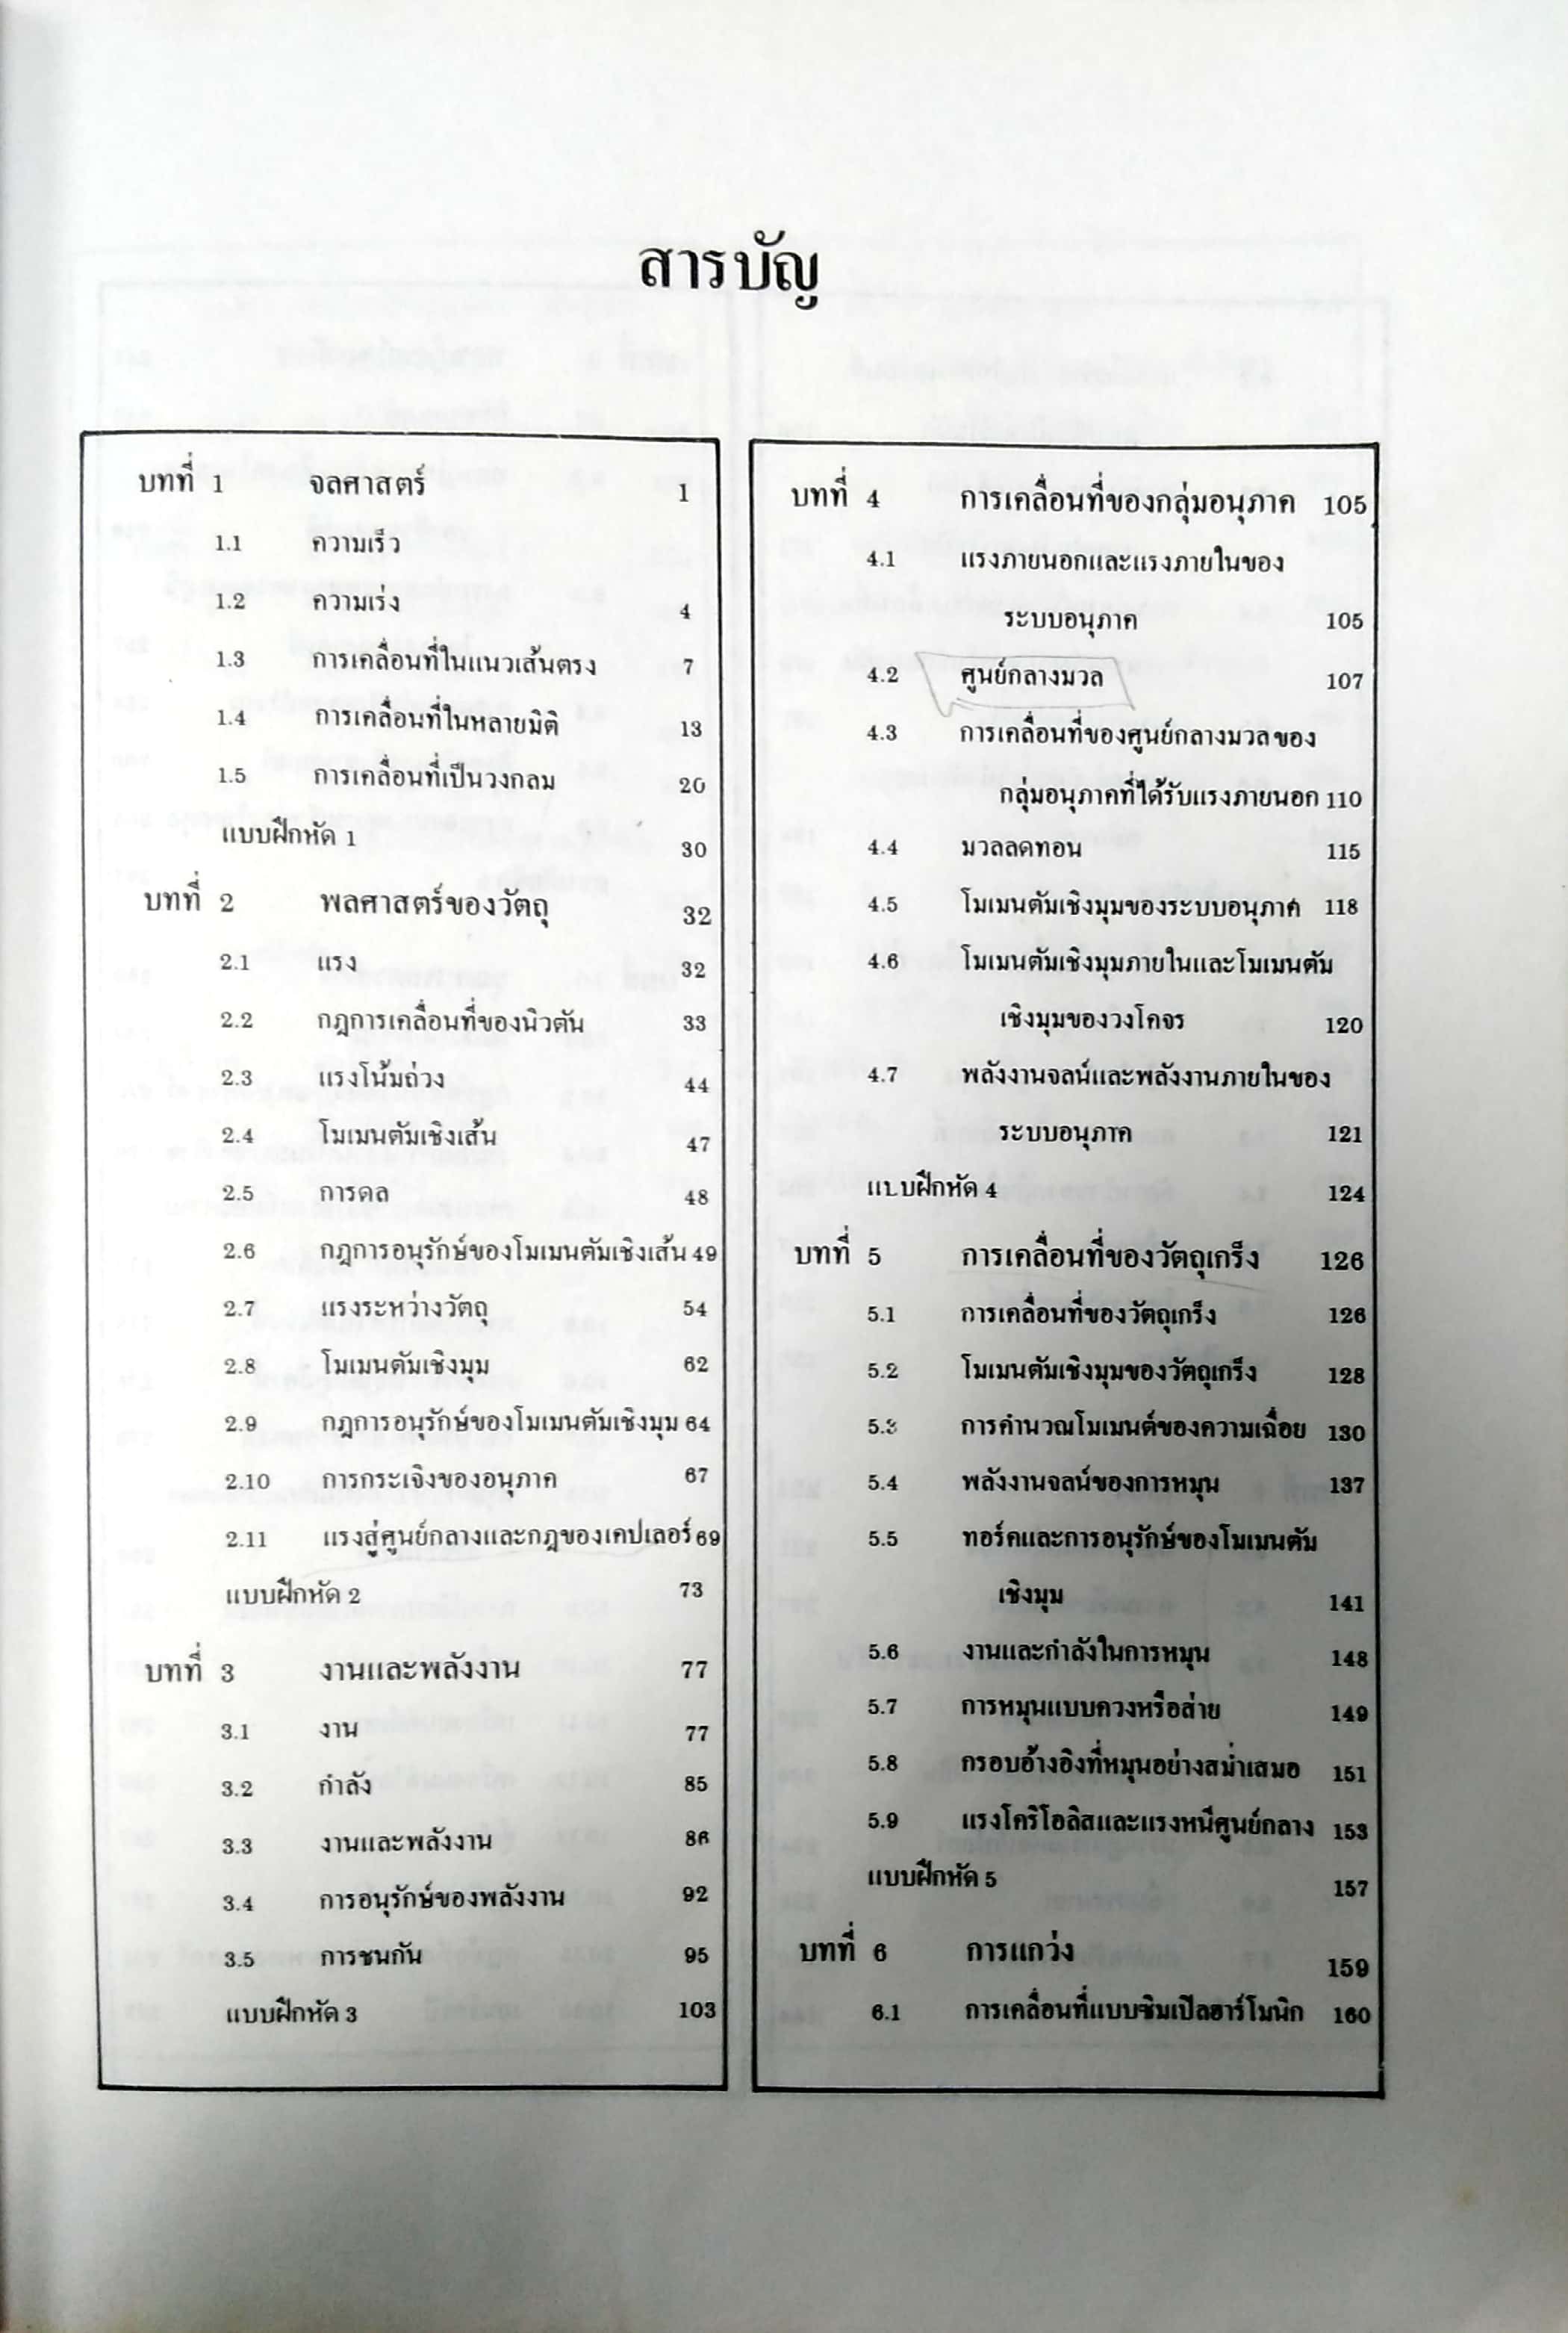 สารบัญ
บทที่ 1 จลศาสตร์ 1
1.1 ความเร็ว
1.2 ความเร่ง 4
1.3 การเคลื่อนที่ในแนวเส้นตรง 7
1.4 การเคลื่อนที่ในหลายมิติ 13
1.5 การเคลื่อนที่เป็นวงกลม 20
แบบฝึกหัด 1 30
บทที่ 2 พลศาสตร์ของวัตถุ 32
2.1 แรง 32
2.2 กฎการเคลื่อนที่ของนิวตัน 33
2.3 แรงโน้มถ่วง 44
2.4 โมเมนตัมเชิงเส้น 47
2.5 การดล 48
2.6 กฎการอนุรักษ์ของโมเมนตัมเชิงเส้น 49
2.7 แรงระหว่างวัตถุ 54
2.8 โมเมนตัมเชิงมุม 62
2.9 กฎการอนุรักษ์ของโมเมนตัมเชิงมุม 64
2.10 การกระเจิงของอนุภาค 67
2.11 แรงสู่ศูนย์กลางและกฎของเคปเลอร์ 69
แบบฝึกหัด 2 73
บทที่ 3 งานและพลังงาน 77
3.1 งาน 77
3.2 กำลัง 85
3.3 งานและพลังงาน 86
3.4 การอนุรักษ์ของพลังงาน 92
3.5 การชนกัน 95
แบบฝึกหัด 3 103
บทที่ 4 การเคลื่อนที่ของกลุ่มอนุภาค 105
4.1 แรงภายนอกและแรงภายในของ
ระบบอนุภาค 105
4.2 ศูนย์กลางมวล 107
4.3 การเคลื่อนที่ของศูนย์กลางมวลของ
กลุ่มอนุภาคที่ได้รับแรงภายนอก 110
4.4 มวลลดทอน 115
4.5 โมเมนตัมเชิงมุมของระบบอนุภาค 118
4.6 โมเมนตัมเชิงมุมภายในและโมเมนตัม
เชิงมุมของวงโคจร 120
4.7 พลังงานจลน์และพลังงานภายในของ
ระบบอนุภาค 121
แบบฝึกหัด 4 124
บทที่ 5 การเคลื่อนที่ของวัตถุเกร็ง 126
5.1 การเคลื่อนที่ของวัตถุเกร็ง 126
5.2 โมเมนตัมเชิงมุมของวัตถุเกร็ง 128
5.3 การคำนวณโมเมนต์ของความเฉื่อย 130
5.4 พลังงานจลน์ของการหมุน 137
5.5 ทอร์คและการอนุรักษ์ของโมเมนตัม
เชิงมุม 141
5.6 งานและกำลังในการหมุน 148
5.7 การหมุนแบบควงหรือส่าย 149
5.8 กรอบอ้างอิงที่หมุนอย่างสม่ำเสมอ 151
5.9 แรงโคริโอลิสและแรงหนีศูนย์กลาง 153
แบบฝึกหัด 5 157
บทที่ 6 การแกว่ง 159
6.1 การเคลื่อนที่แบบซิมเปิลฮาร์โมนิก 160